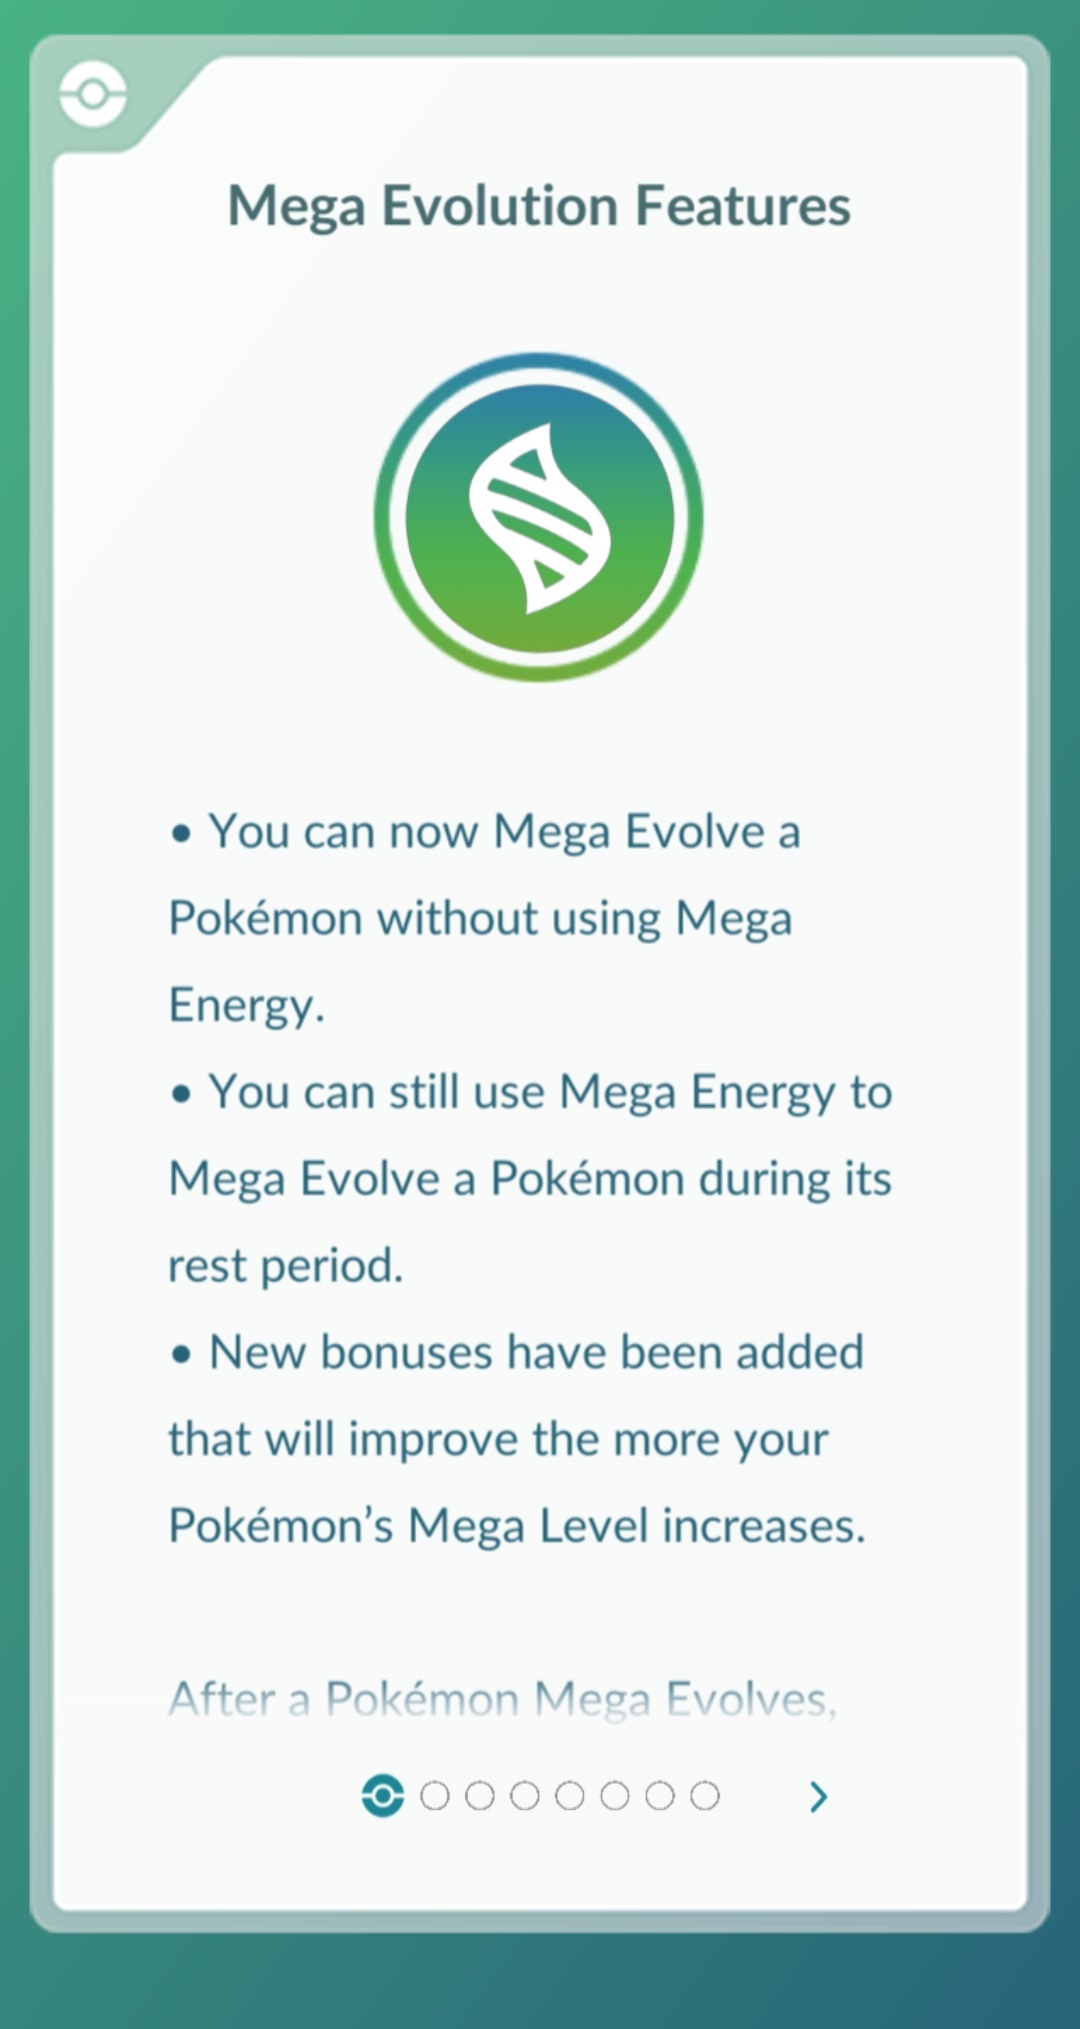 Mega Evolution Features
• You can now Mega Evolve a
Pokémon without using Mega
Energy.
• You can still use Mega Energy to
Mega Evolve a Pokémon during its
rest period.
• New bonuses have been added
that will improve the more your
Pokémon’s Mega Level increases.
After a Pokémon Mega Evolves,